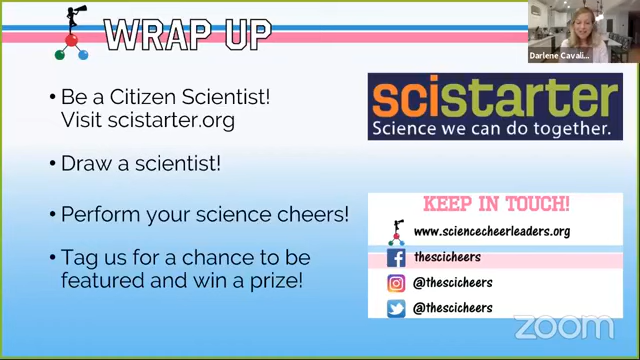 WRAP UP
Darlene Cavali...
• Be a Citizen Scientist!
Visit scistarter.org
• Draw a scientist!
• Perform your science cheers!
• Tag us for a chance to be
featured and win a prize!
scistarter
Science we can do together.
KEEP IN TOUCH!
www.sciencecheerleaders.org
thescicheers
@thescicheers
@thescicheers
zoom